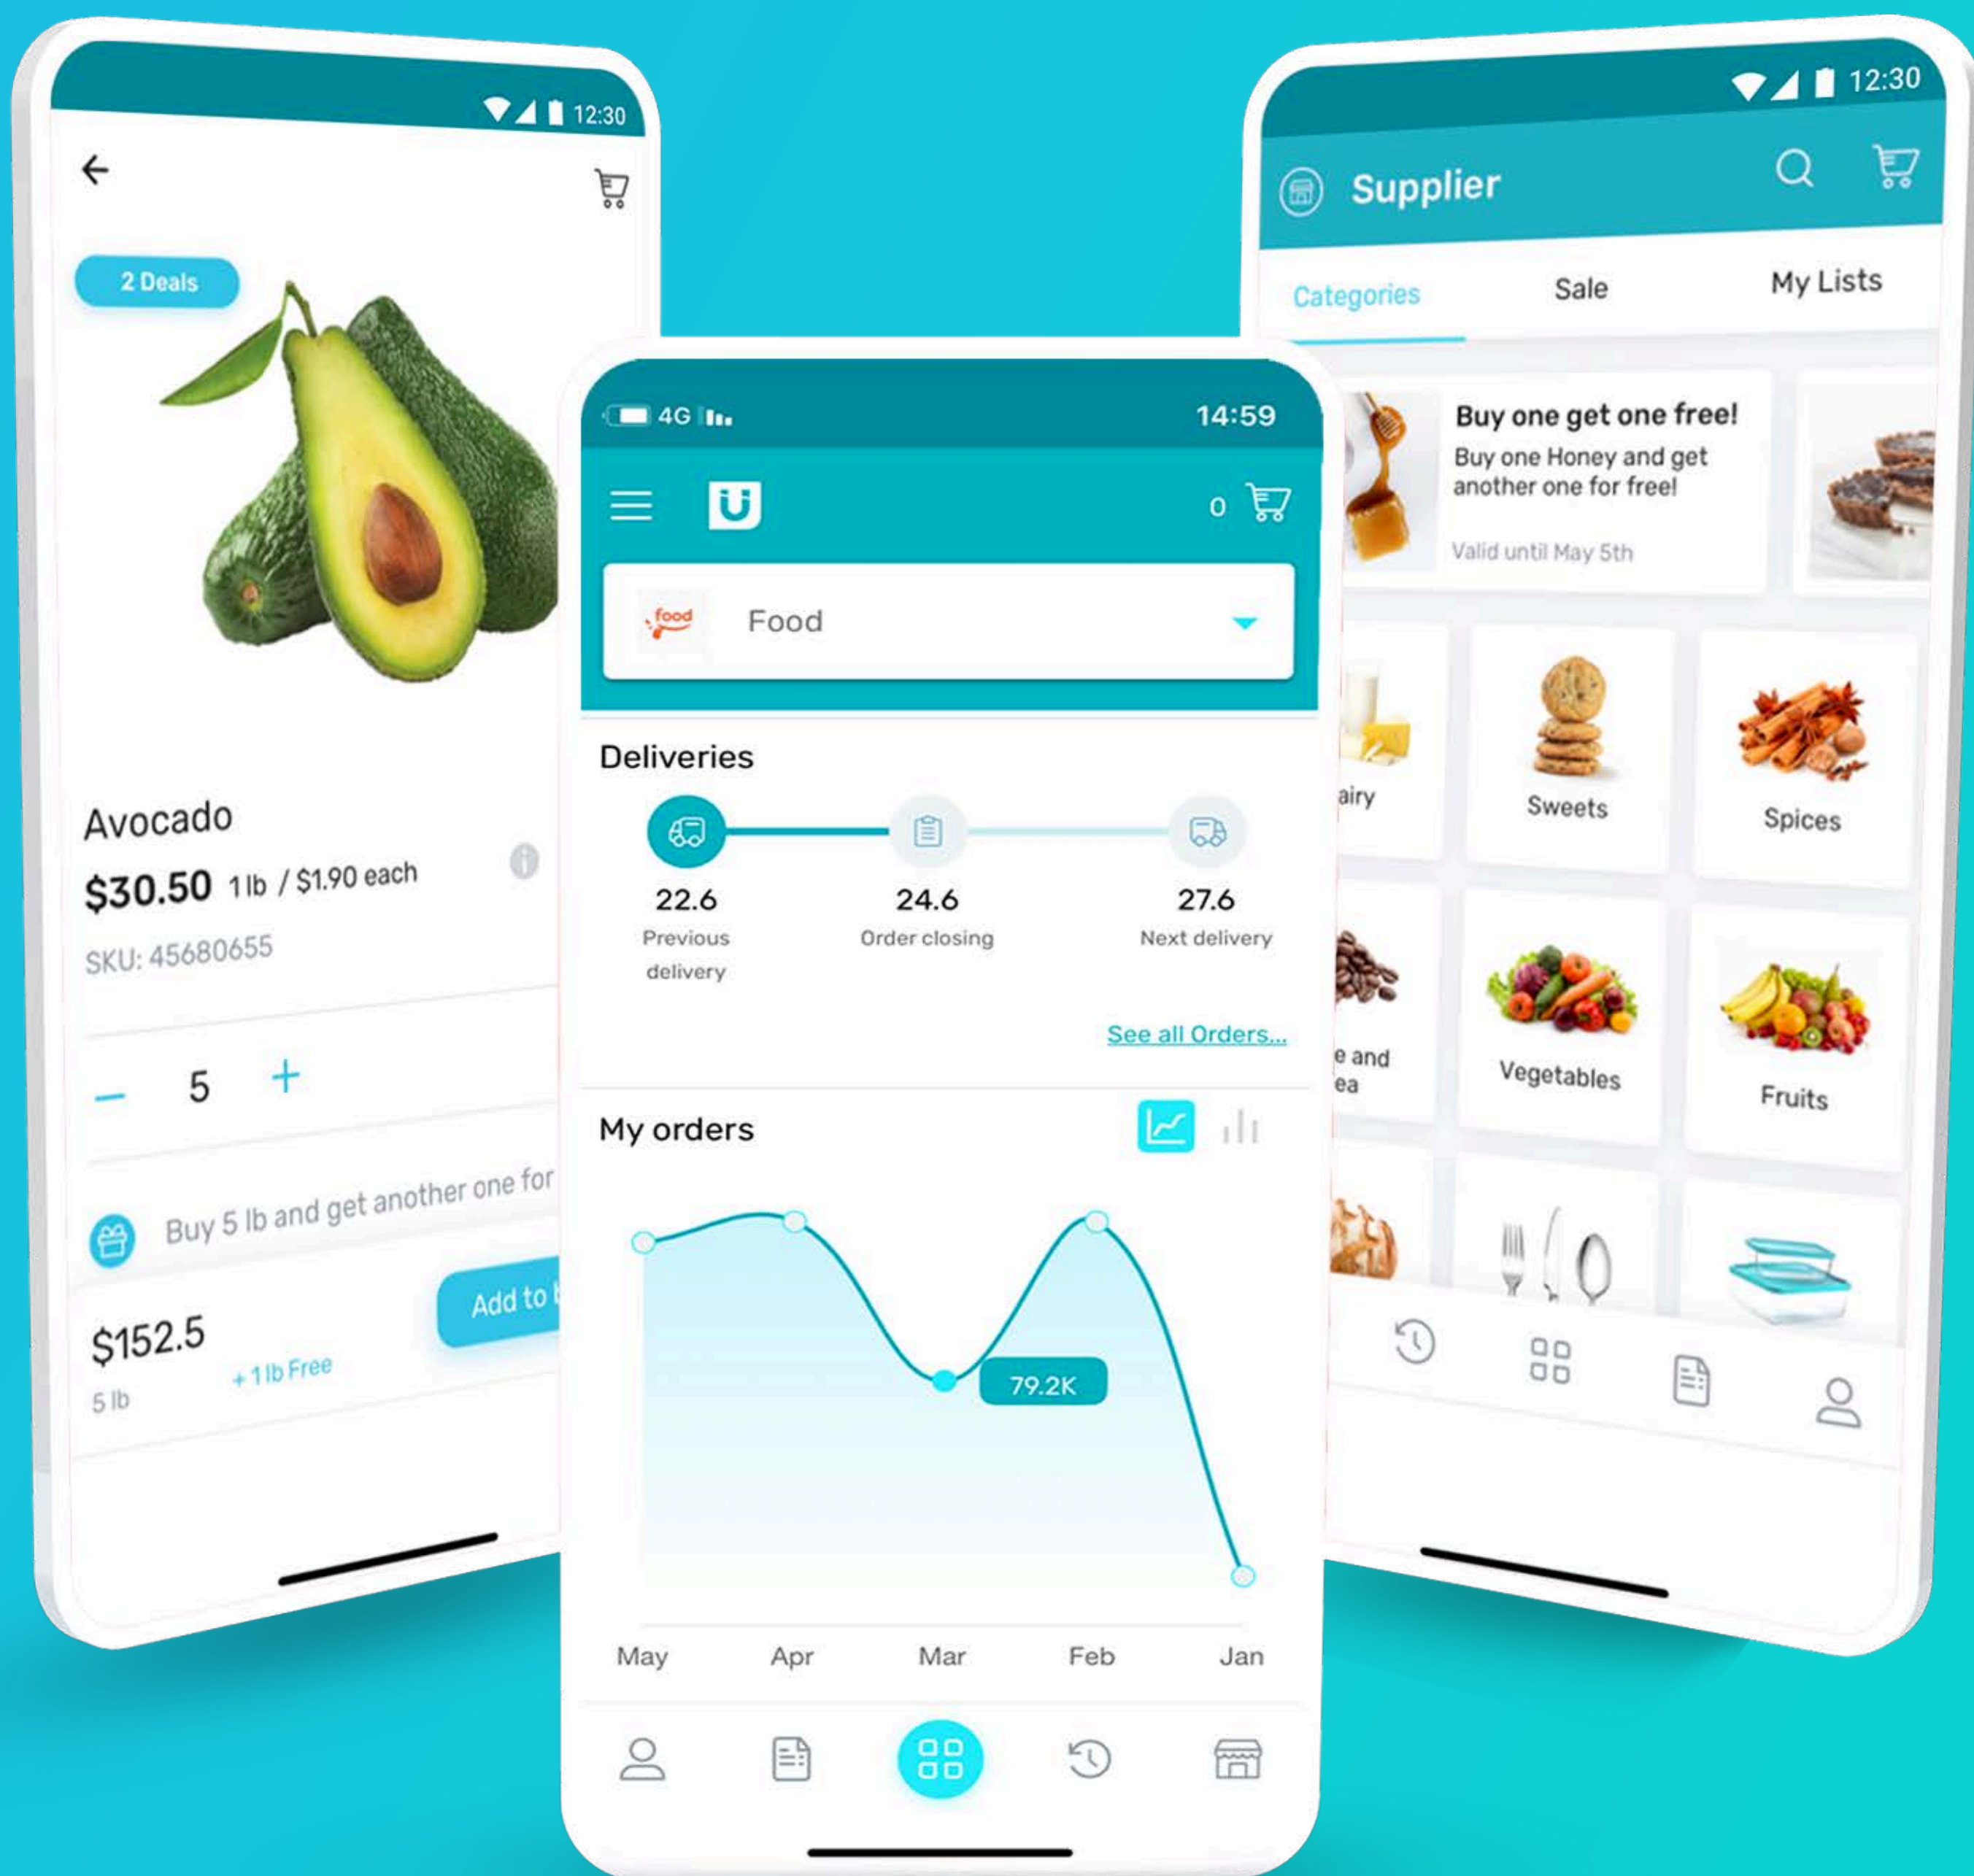 12:30
2 Deals
Avocado
$30.50 1 lb / $1.90 each
SKU: 45680655
5
Buy 5 lb and get another one for
$152.5
5 lb
+ 1 lb Free
Add to
4G
14:59
0
food
Food
Deliveries
22.6
Previous
delivery
24.6
Order closing
27.6
Next delivery
See all Orders...
My orders
79.2K
May Apr Mar Feb Jan
12:30
Supplier
Categories Sale My Lists
Buy one get one free!
Buy one Honey and get
another one for free!
Valid until May 5th
Sweets
Spices
and
Vegetables
Fruits